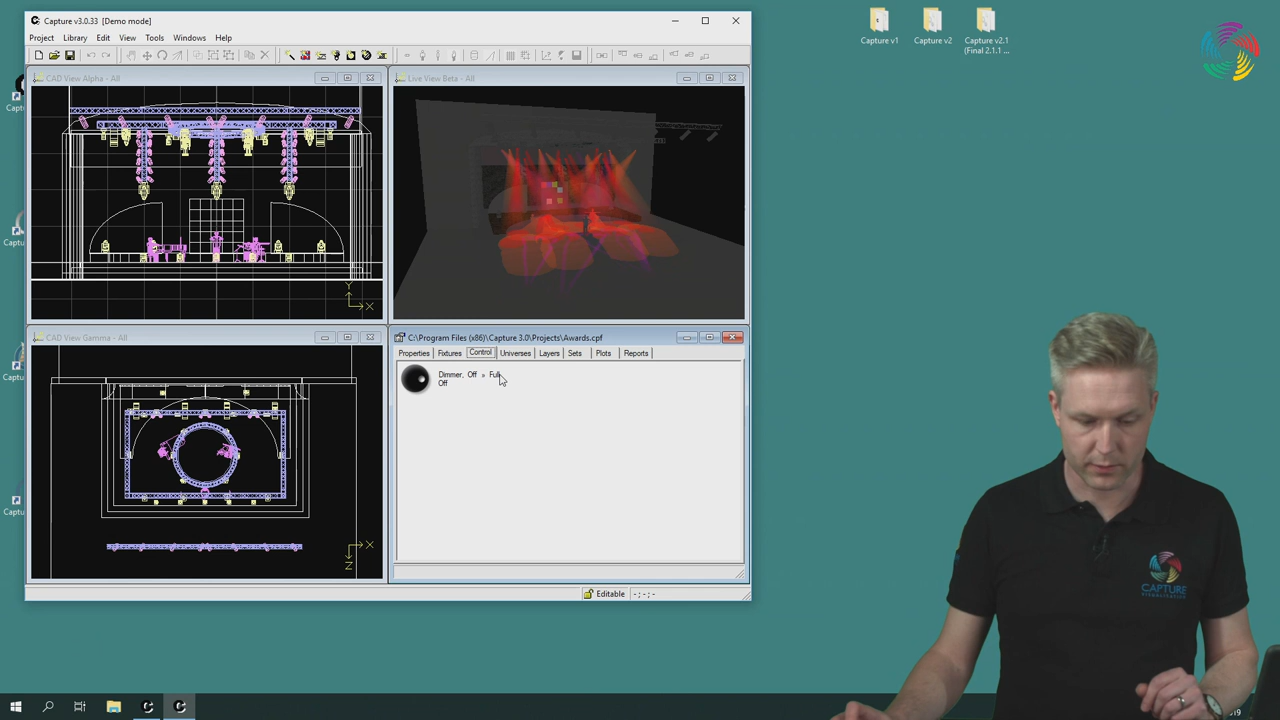 Capture v3.0.33 [Demo mode]
Project Library Edit View Tools Windows Help
CAD View Alpha - All
Live View Beta - All
Y
X
CAD View Gamma - All
X
Z
C:\Program Files (x86)\Capture 3.0\Projects\Awards.cpf
Properties Fixtures Control Universes Layers Sets Plots Reports
Dimmer, Off » Full
Off
Editable - ; - ; -
Capture v1
Capture v2
Capture v2.1
(Final 2.1.1 ...
CAPTURE